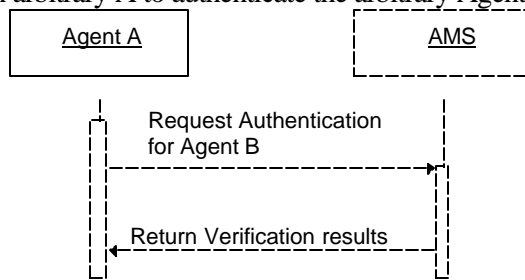 arbitrary A to authenticate the arbitrary Agent
Agent A
AMS
Request Authentication
for Agent B
Return Verification results